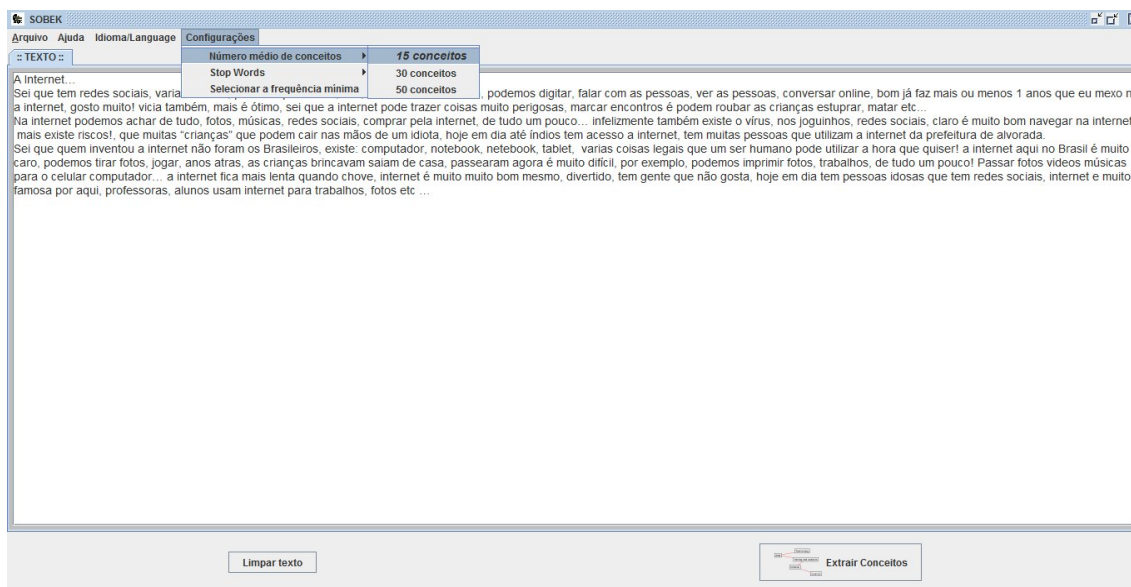 SOBEK
Arquivo Ajuda Idioma/Language Configurações
:: TEXTO :: Número médio de conceitos 15 conceitos
Stop Words 30 conceitos
Selecionar a frequência mínima 50 conceitos
A Internet...
Sei que tem redes sociais, varia , podemos digitar, falar com as pessoas, ver as pessoas, conversar online, bom já faz mais ou menos 1 anos que eu mexo n
a internet, gosto muito! vicia também, mais é ótimo, sei que a internet pode trazer coisas muito perigosas, marcar encontros é podem roubar as crianças estuprar, matar etc...
Na internet podemos achar de tudo, fotos, músicas, redes sociais, comprar pela internet, de tudo um pouco... infelizmente também existe o vírus, nos joguinhos, redes sociais, claro é muito bom navegar na internet
mais existe riscos!, que muitas “crianças” que podem cair nas mãos de um idiota, hoje em dia até índios tem acesso a internet, tem muitas pessoas que utilizam a internet da prefeitura de alvorada.
Sei que quem inventou a internet não foram os Brasileiros, existe: computador, notebook, netebook, tablet, varias coisas legais que um ser humano pode utilizar a hora que quiser! a internet aqui no Brasil é muito
caro, podemos tirar fotos, jogar, anos atras, as crianças brincavam saiam de casa, passearam agora é muito difícil, por exemplo, podemos imprimir fotos, trabalhos, de tudo um pouco! Passar fotos videos músicas
para o celular computador... a internet fica mais lenta quando chove, internet é muito muito bom mesmo, divertido, tem gente que não gosta, hoje em dia tem pessoas idosas que tem redes sociais, internet e muito
famosa por aqui, professoras, alunos usam internet para trabalhos, fotos etc ...
Limpar texto Extrair Conceitos